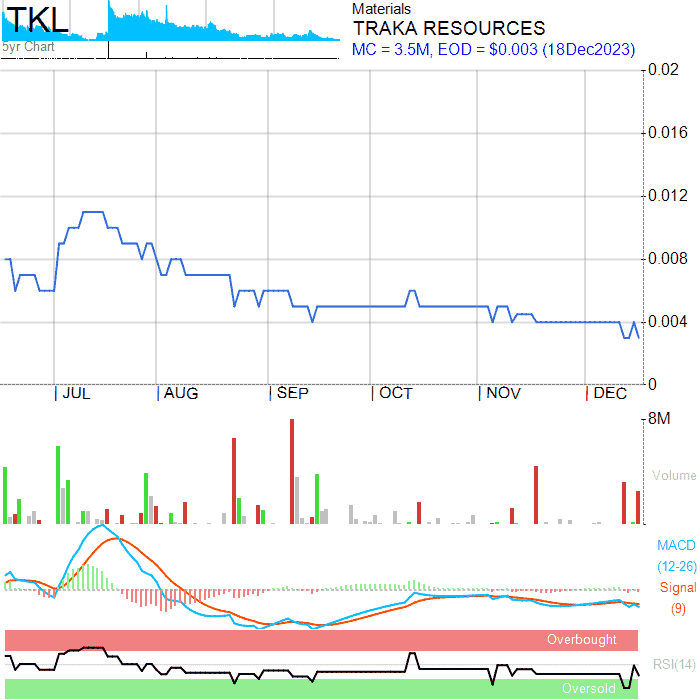 TKL
5yr Chart
Materials
TRAKA RESOURCES
MC = 3.5M, EOD = $0.003 (18Dec2023)
0.02
0.016
0.012
0.008
0.004
0
JUL AUG SEP OCT NOV DEC
8M
Volume
MACD
(12-26)
Signal
(9)
Overbought
RSI(14)
Oversold